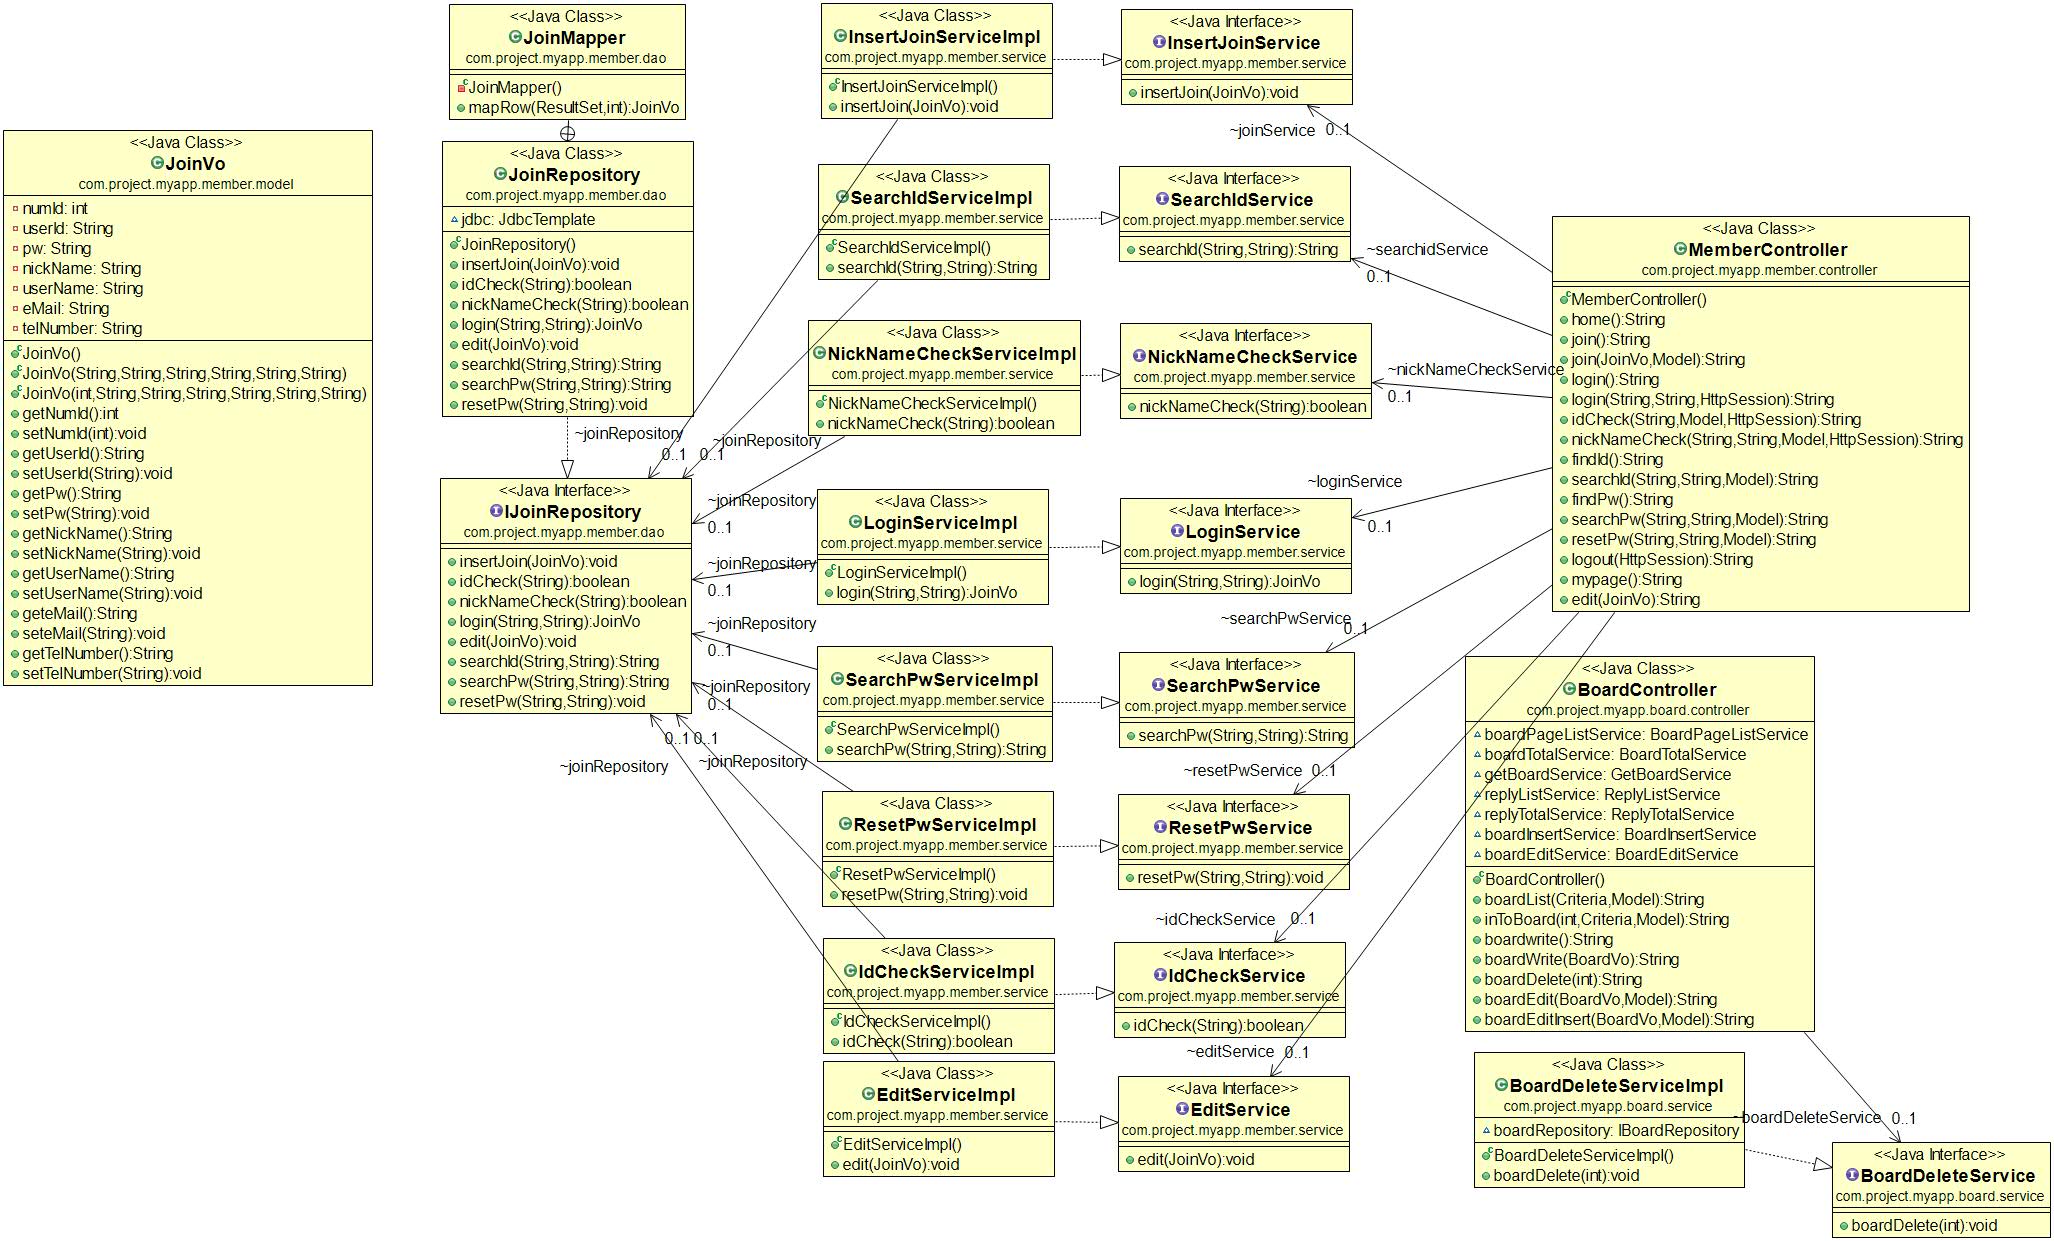 <<Java Class>>
JoinVo
com.project.myapp.member.model
numId: int
userId: String
pw: String
nickName: String
userName: String
eMail: String
telNumber: String
JoinVo()
JoinVo(String,String,String,String,String,String)
JoinVo(int,String,String,String,String,String,String)
getNumId():int
setNumId(int):void
getUserId():String
setUserId(String):void
getPw():String
setPw(String):void
getNickName():String
setNickName(String):void
getUserName():String
setUserName(String):void
geteMail():String
seteMail(String):void
getTelNumber():String
setTelNumber(String):void
<<Java Class>>
JoinMapper
com.project.myapp.member.dao
JoinMapper()
mapRow(ResultSet,int):JoinVo
<<Java Class>>
JoinRepository
com.project.myapp.member.dao
jdbc: JdbcTemplate
JoinRepository()
insertJoin(JoinVo):void
idCheck(String):boolean
nickNameCheck(String):boolean
login(String,String):JoinVo
edit(JoinVo):void
searchId(String,String):String
searchPw(String,String):String
resetPw(String,String):void
~joinRepository
0..1
~joinRepository
0..1
<<Java Interface>>
IJoinRepository
com.project.myapp.member.dao
insertJoin(JoinVo):void
idCheck(String):boolean
nickNameCheck(String):boolean
login(String,String):JoinVo
edit(JoinVo):void
searchId(String,String):String
searchPw(String,String):String
resetPw(String,String):void
~joinRepository
0..1
~joinRepository
0..1
~joinRepository
0..1
~joinRepository
0..1
0..1
0..1
~joinRepository
~joinRepository
<<Java Class>>
InsertJoinServiceImpl
com.project.myapp.member.service
InsertJoinServiceImpl()
insertJoin(JoinVo):void
<<Java Class>>
SearchIdServiceImpl
com.project.myapp.member.service
SearchIdServiceImpl()
searchId(String,String):String
<<Java Class>>
NickNameCheckServiceImpl
com.project.myapp.member.service
NickNameCheckServiceImpl()
nickNameCheck(String):boolean
<<Java Class>>
LoginServiceImpl
com.project.myapp.member.service
LoginServiceImpl()
login(String,String):JoinVo
<<Java Class>>
SearchPwServiceImpl
com.project.myapp.member.service
SearchPwServiceImpl()
searchPw(String,String):String
<<Java Class>>
ResetPwServiceImpl
com.project.myapp.member.service
ResetPwServiceImpl()
resetPw(String,String):void
<<Java Class>>
IdCheckServiceImpl
com.project.myapp.member.service
IdCheckServiceImpl()
idCheck(String):boolean
<<Java Class>>
EditServiceImpl
com.project.myapp.member.service
EditServiceImpl()
edit(JoinVo):void
<<Java Interface>>
InsertJoinService
com.project.myapp.member.service
insertJoin(JoinVo):void
~joinService 0..1
<<Java Interface>>
SearchIdService
com.project.myapp.member.service
searchId(String,String):String
~searchidService
0..1
<<Java Interface>>
NickNameCheckService
com.project.myapp.member.service
nickNameCheck(String):boolean
~nickNameCheckService
0..1
~loginService
0..1
<<Java Interface>>
LoginService
com.project.myapp.member.service
login(String,String):JoinVo
~searchPwService
0..1
<<Java Interface>>
SearchPwService
com.project.myapp.member.service
searchPw(String,String):String
~resetPwService 0..1
<<Java Interface>>
ResetPwService
com.project.myapp.member.service
resetPw(String,String):void
~idCheckService 0..1
<<Java Interface>>
IdCheckService
com.project.myapp.member.service
idCheck(String):boolean
~editService 0..1
<<Java Interface>>
EditService
com.project.myapp.member.service
edit(JoinVo):void
<<Java Class>>
MemberController
com.project.myapp.member.controller
MemberController()
home():String
join():String
join(JoinVo,Model):String
login():String
login(String,String,HttpSession):String
idCheck(String,Model,HttpSession):String
nickNameCheck(String,String,Model,HttpSession):String
findId():String
searchId(String,String,Model):String
findPw():String
searchPw(String,String,Model):String
resetPw(String,String,Model):String
logout(HttpSession):String
mypage():String
edit(JoinVo):String
<<Java Class>>
BoardController
com.project.myapp.board.controller
boardPageListService: BoardPageListService
boardTotalService: BoardTotalService
getBoardService: GetBoardService
replyListService: ReplyListService
replyTotalService: ReplyTotalService
boardInsertService: BoardInsertService
boardEditService: BoardEditService
BoardController()
boardList(Criteria,Model):String
inToBoard(int,Criteria,Model):String
boardwrite():String
boardWrite(BoardVo):String
boardDelete(int):String
boardEdit(BoardVo,Model):String
boardEditInsert(BoardVo,Model):String
<<Java Class>>
BoardDeleteServiceImpl
com.project.myapp.board.service
boardRepository: IBoardRepository
BoardDeleteServiceImpl()
boardDelete(int):void
~boardDeleteService 0..1
<<Java Interface>>
BoardDeleteService
com.project.myapp.board.service
boardDelete(int):void